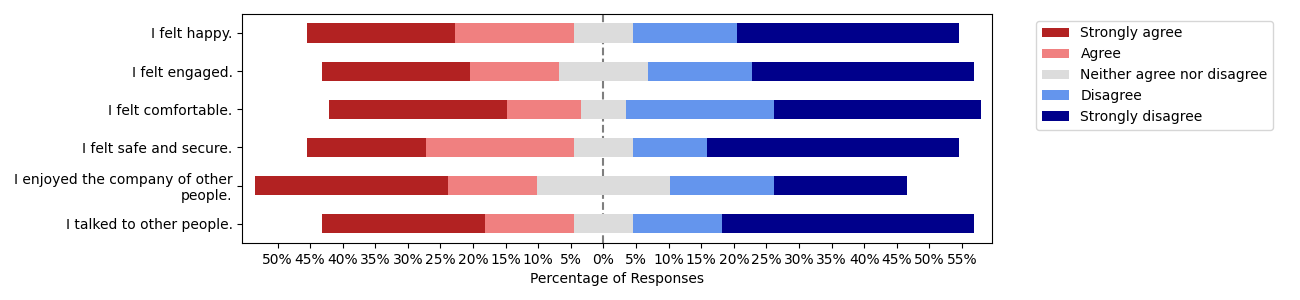 I felt happy.
I felt engaged.
I felt comfortable.
I felt safe and secure.
I enjoyed the company of other
people.
I talked to other people.
50% 45% 40% 35% 30% 25% 20% 15% 10% 5% 0% 5% 10% 15% 20% 25% 30% 35% 40% 45% 50% 55%
Percentage of Responses
Strongly agree
Agree
Neither agree nor disagree
Disagree
Strongly disagree